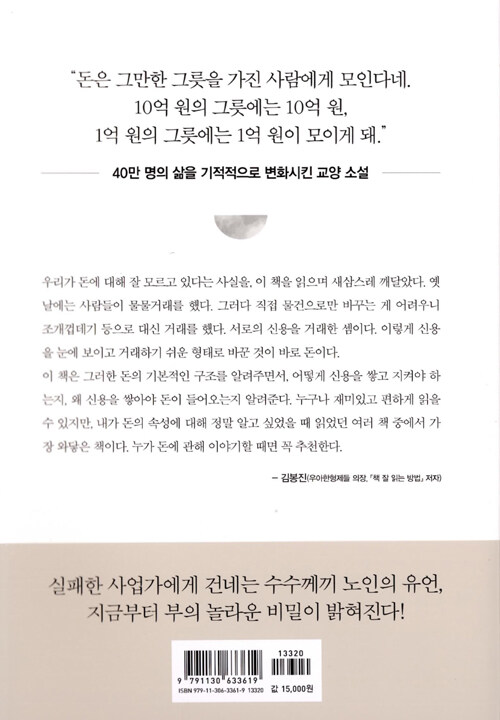 “돈은 그만한 그릇을 가진 사람에게 모인다네.
10억 원의 그릇에는 10억 원,
1억 원의 그릇에는 1억 원이 모이게 돼.”
40만 명의 삶을 기적적으로 변화시킨 교양 소설
우리가 돈에 대해 잘 모르고 있다는 사실을, 이 책을 읽으며 새삼스레 깨달았다. 옛
날에는 사람들이 물물거래를 했다. 그러다 직접 물건으로만 바꾸는 게 어려우니
조개껍데기 등으로 대신 거래를 했다. 서로의 신용을 거래한 셈이다. 이렇게 신용
을 눈에 보이고 거래하기 쉬운 형태로 바꾼 것이 바로 돈이다.
이 책은 그러한 돈의 기본적인 구조를 알려주면서, 어떻게 신용을 쌓고 지켜야 하
는지, 왜 신용을 쌓아야 돈이 들어오는지 알려준다. 누구나 재미있고 편하게 읽을
수 있지만, 내가 돈의 속성에 대해 정말 알고 싶었을 때 읽었던 여러 책 중에서 가
장 와닿은 책이다. 누가 돈에 관해 이야기할 때면 꼭 추천한다.
– 김봉진(우아한형제들 의장, 『책 잘 읽는 방법』 저자)
실패한 사업가에게 건네는 수수께끼 노인의 유언,
지금부터 부의 놀라운 비밀이 밝혀진다!
13320
9 791130 633619
ISBN 979-11-306-3361-9 13320
값 15,000원